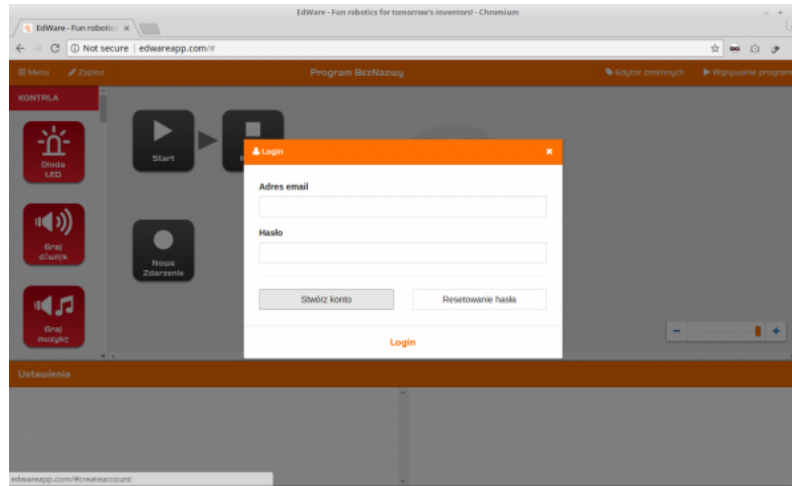 EdWare - Fun robotics for tomorrow's inventors! - Chromium
EdWare - Fun robotic
Not secure | edwareapp.com/#
Menu Zapisz Program BezNazwy Edytor zmiennych Wgrywanie program
KONTRLA
Start
Dioda
LED
Login
Adres email
Hasło
Graj
dźwięk
Nowe
Zdarzenie
Stwórz konto Resetowanie hasła
Graj
muzykę
Login
Ustawienia
edwareapp.com/#createaccount